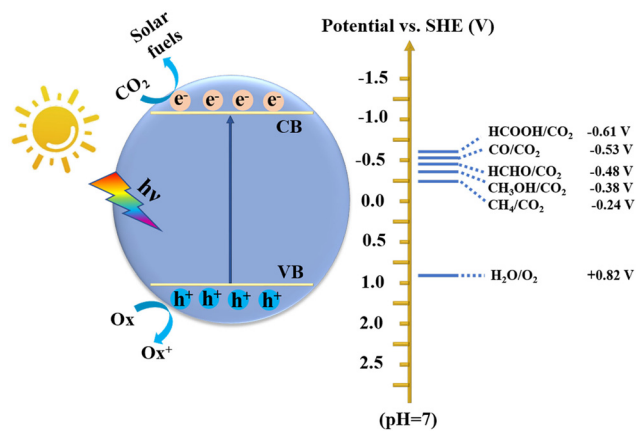 Solar
fuels
CO2
e- e- e- e-
CB
hν
VB
h+ h+ h+ h+
Ox
Ox+
Potential vs. SHE (V)
-1.5
-1.0
-0.5
0.0
0.5
1.0
2.0
2.5
(pH=7)
HCOOH/CO2 -0.61 V
CO/CO2 -0.53 V
HCHO/CO2 -0.48 V
CH3OH/CO2 -0.38 V
CH4/CO2 -0.24 V
H2O/O2 +0.82 V